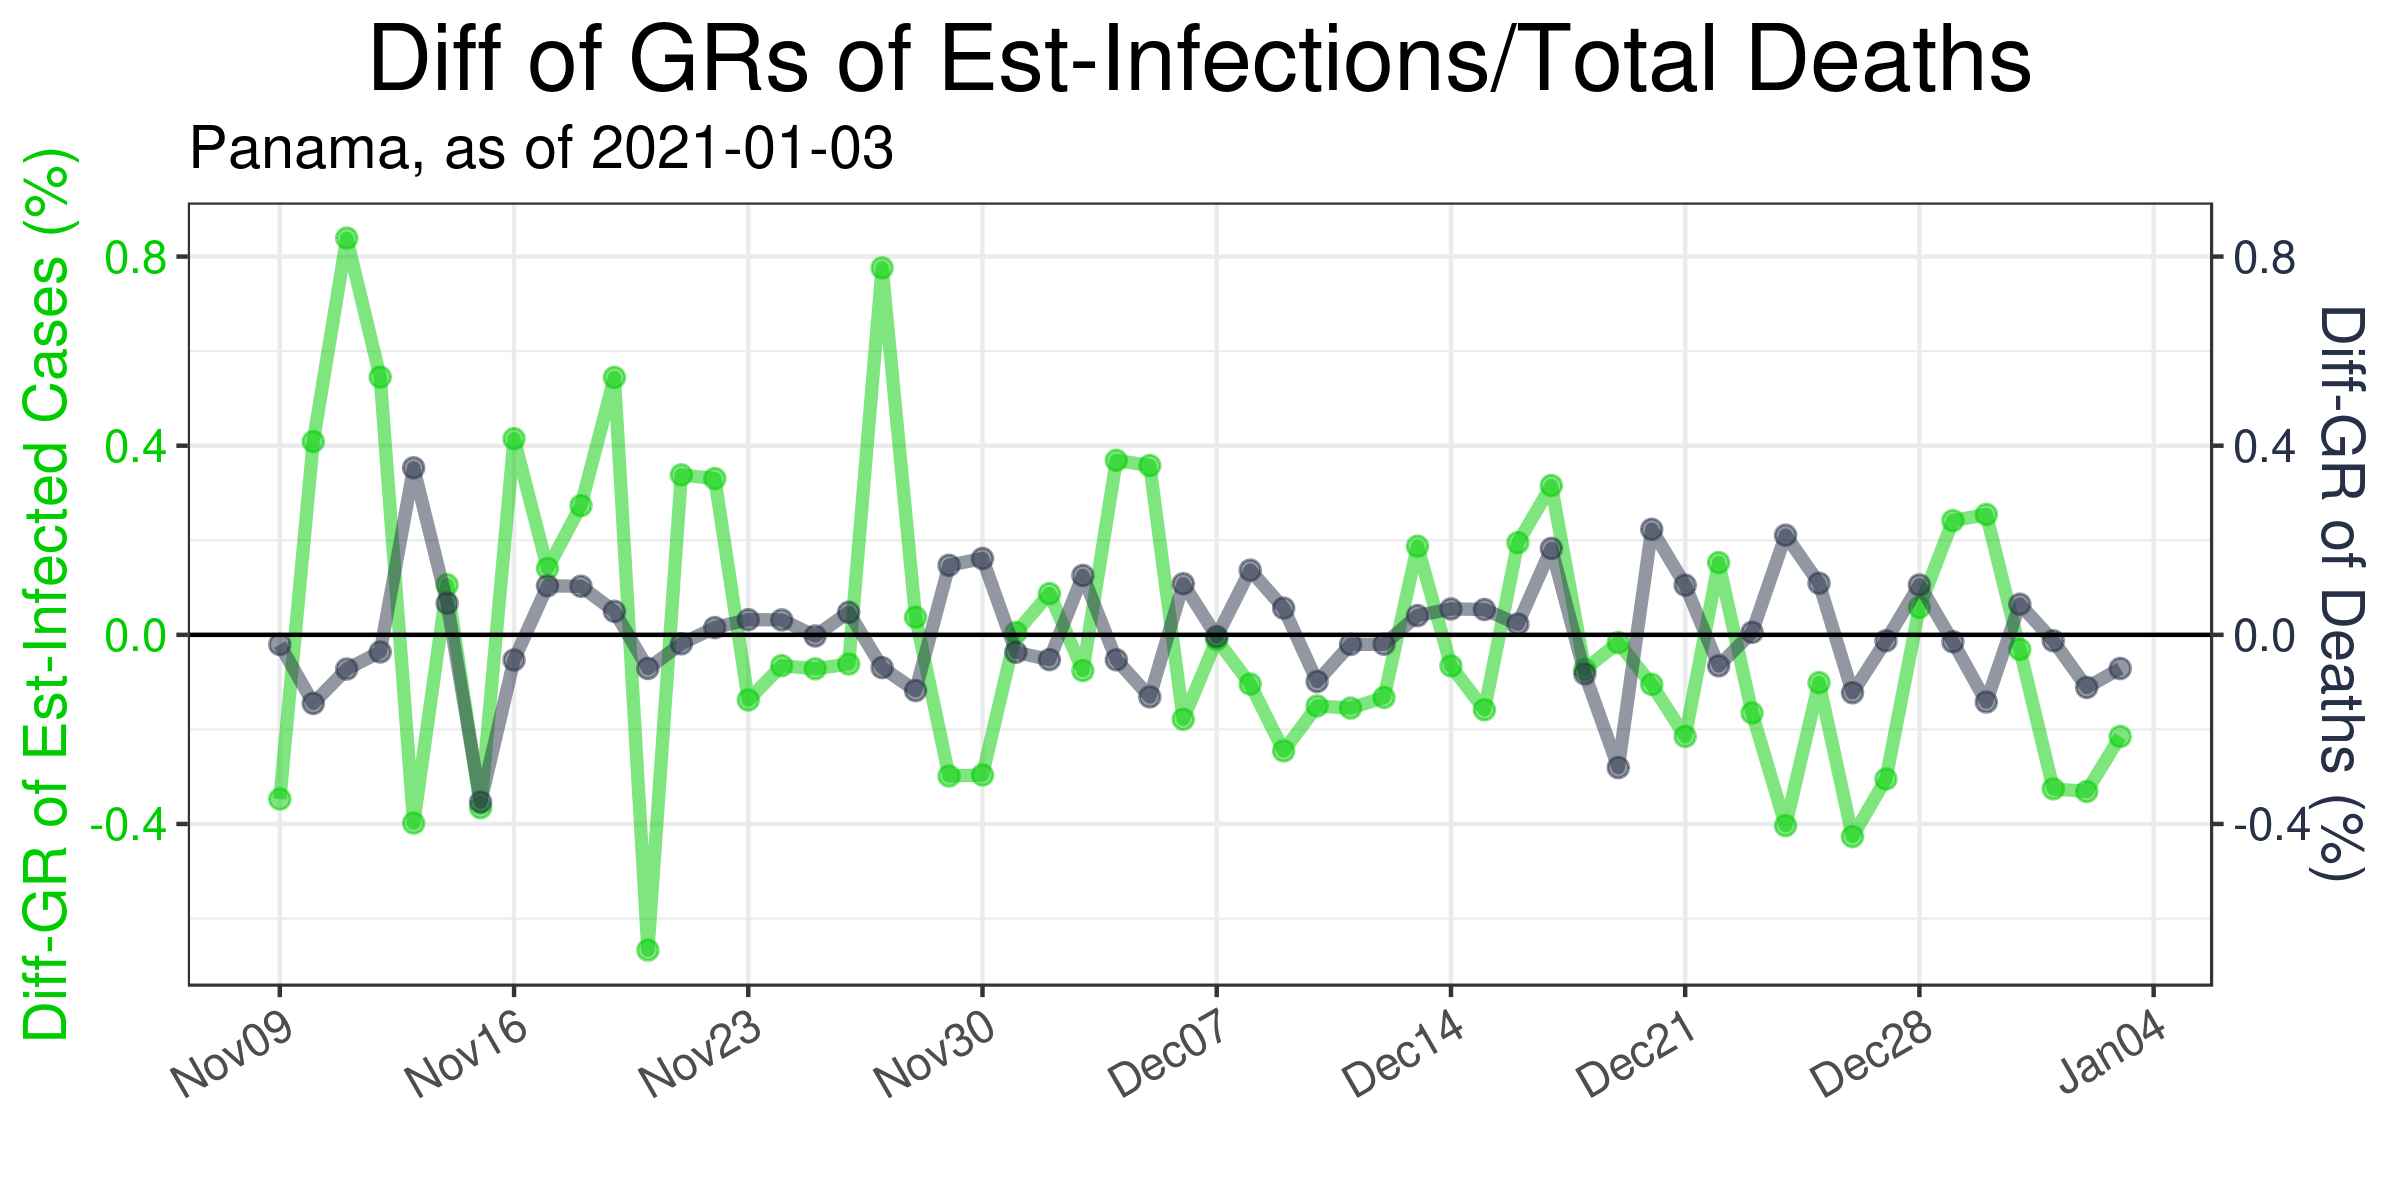 Diff of GRs of Est-Infections/Total Deaths
Panama, as of 2021-01-03
Diff-GR of Est-Infected Cases (%)
0.8
0.4
0.0
-0.4
0.8
0.4
0.0
-0.4
Diff-GR of Deaths (%)
Nov09
Nov16
Nov23
Nov30
Dec07
Dec14
Dec21
Dec28
Jan04